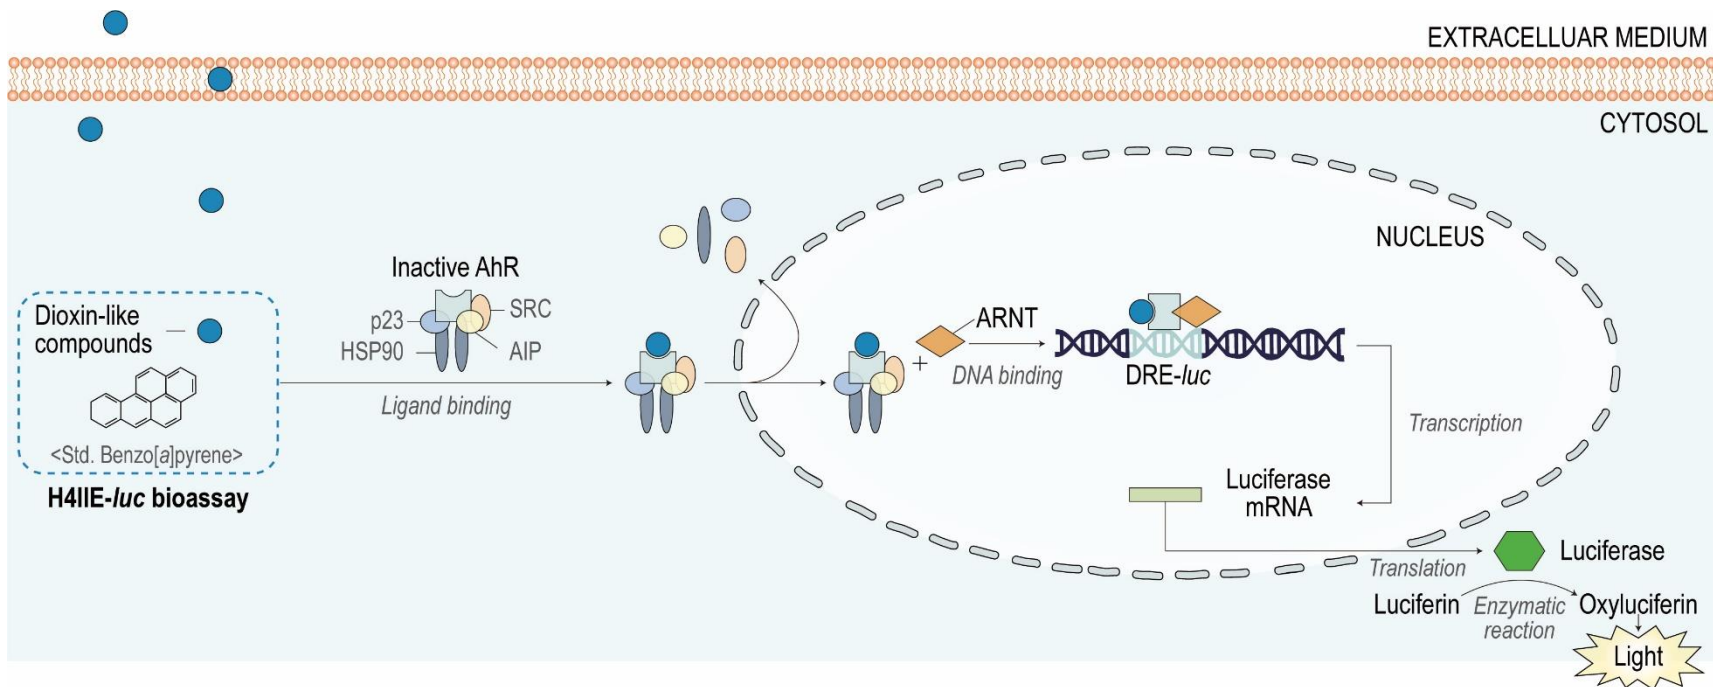 EXTRACELLUAR MEDIUM
CYTOSOL
NUCLEUS
Inactive AhR
p23
SRC
HSP90
AIP
Dioxin-like
compounds
<Std. Benzo[a]pyrene>
H4IIE-luc bioassay
Ligand binding
+
ARNT
DNA binding
DRE-luc
Transcription
Luciferase
mRNA
Translation
Luciferase
Luciferin
Enzymatic
reaction
Oxyluciferin
Light